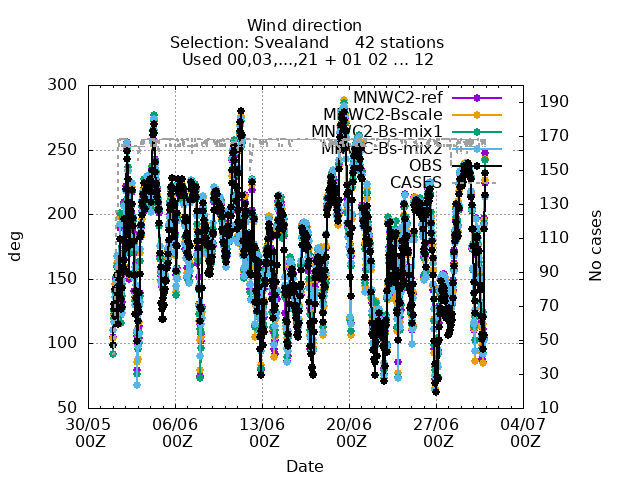 Wind direction
Selection: Svealand 42 stations
Used 00,03,...,21 + 01 02 ... 12
300
250
200
150
100
50
190
170
150
130
110
90
70
50
30
10
MNWC2-ref
MNWC2-Bscale
MNWC2-Bs-mix1
MNWC2-Bs-mix2
OBS
CASES
deg
No cases
30/05 06/06 13/06 20/06 27/06 04/07
00Z 00Z 00Z 00Z 00Z 00Z
Date